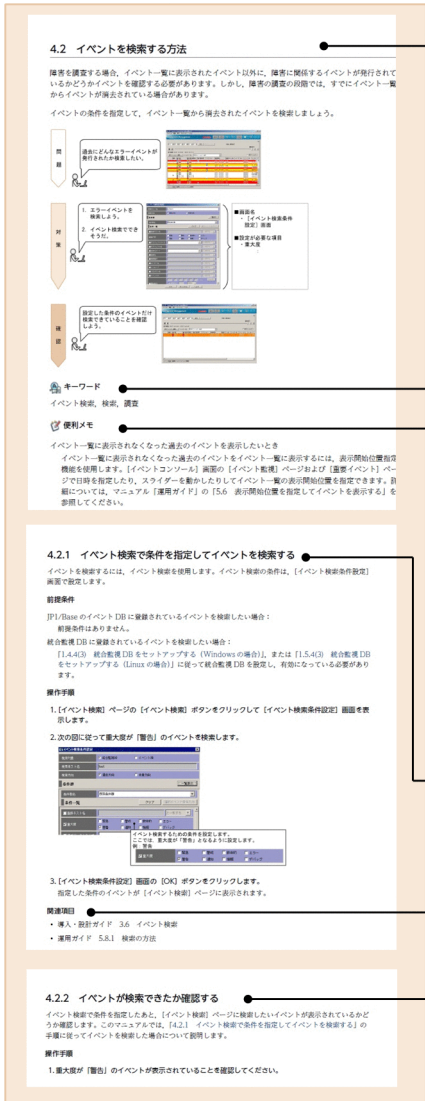 4.2 イベントを検索する方法
障害を調査する場合，イベント一覧に表示されたイベント以外に，障害に関係するイベントが発行されて
いるかどうかイベントを確認する必要があります。しかし，障害の調査の段階では，すでにイベント一覧
からイベントが消去されている場合があります。
イベントの条件を指定して，イベント一覧から消去されたイベントを検索しましょう。
問題
過去にどんなエラーイベントが
発行されたか検索したい。
対策
1. エラーイベントを
検索しよう。
2. イベント検索ででき
そうだ。
■画面名
・［イベント検索条件
設定］画面
■設定が必要な項目
・重大度
確認
設定した条件のイベントだけ
検索できていることを確認
しよう。
キーワード
イベント検索，検索，調査
便利メモ
イベント一覧に表示されなくなった過去のイベントを表示したいとき
イベント一覧に表示されなくなった過去のイベントをイベント一覧に表示するには，表示開始位置指定
機能を使用します。［イベントコンソール］画面の［イベント監視］ページおよび［重要イベント］ペー
ジで日時を指定したり，スライダーを動かしたりしてイベント一覧の表示開始位置を指定できます。詳
細については，マニュアル「運用ガイド」の「5.6 表示開始位置を指定してイベントを表示する」を
参照してください。
4.2.1 イベント検索で条件を指定してイベントを検索する
イベントを検索するには，イベント検索を使用します。イベント検索の条件は，［イベント検索条件設定］
画面で設定します。
前提条件
JP1/Base のイベント DB に登録されているイベントを検索したい場合：
前提条件はありません。
統合監視 DB に登録されているイベントを検索したい場合：
「1.4.4(3) 統合監視 DB をセットアップする（Windows の場合）」，または「1.5.4(3) 統合監視 DB
をセットアップする（Linux の場合）」に従って統合監視 DB を設定し，有効になっている必要があり
ます。
操作手順
1.［イベント検索］ページの［イベント検索］ボタンをクリックして［イベント検索条件設定］画面を表
示します。
2. 次の図に従って重大度が「警告」のイベントを検索します。
イベント検索するための条件を設定します。
ここでは，重大度が「警告」となるように設定します。
例：警告
3.［イベント検索条件設定］画面の［OK］ボタンをクリックします。
指定した条件のイベントが［イベント検索］ページに表示されます。
関連項目
• 導入・設計ガイド 3.6 イベント検索
• 運用ガイド 5.8.1 検索の方法
4.2.2 イベントが検索できたか確認する
イベント検索で条件を指定したあと，［イベント検索］ページに検索したいイベントが表示されているかど
うか確認します。このマニュアルでは，「4.2.1 イベント検索で条件を指定してイベントを検索する」の
手順に従ってイベントを検索した場合について説明します。
操作手順
1. 重大度が「警告」のイベントが表示されていることを確認してください。